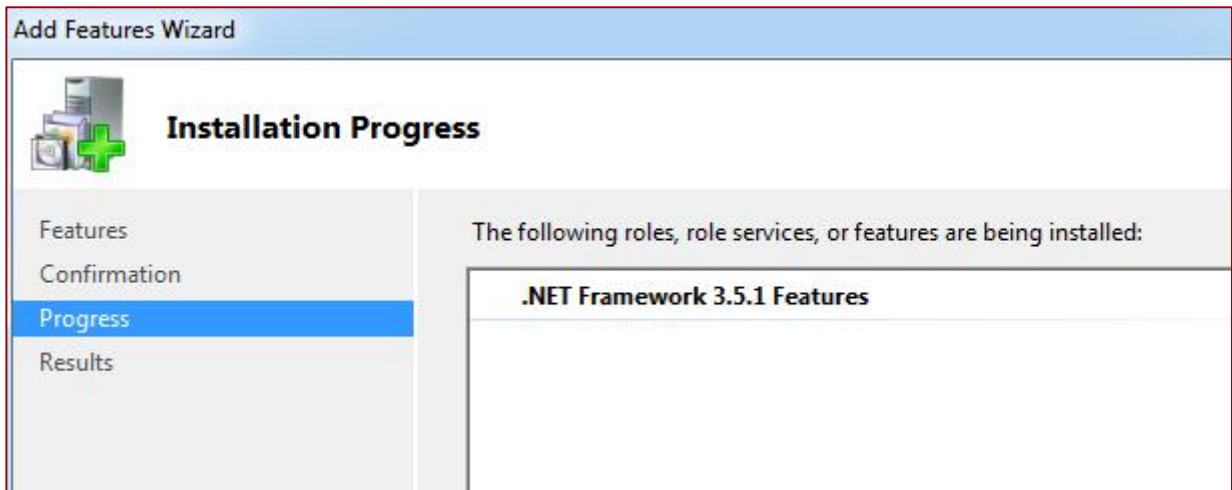 Add Features Wizard
Installation Progress
Features
Confirmation
Progress
Results
The following roles, role services, or features are being installed:
.NET Framework 3.5.1 Features